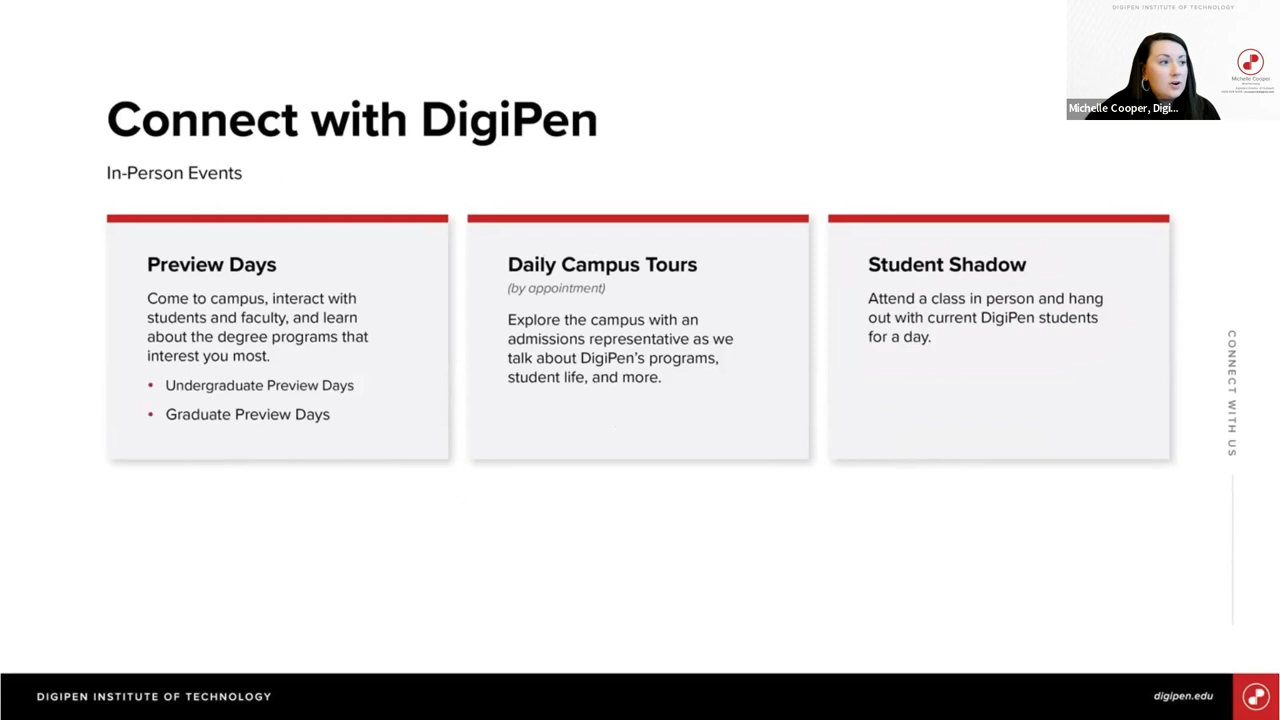 DIGIPEN INSTITUTE OF TECHNOLOGY
Michelle Cooper
Michelle Cooper, Digi...
Connect with DigiPen
In-Person Events
Preview Days
Come to campus, interact with
students and faculty, and learn
about the degree programs that
interest you most.
• Undergraduate Preview Days
• Graduate Preview Days
Daily Campus Tours
(by appointment)
Explore the campus with an
admissions representative as we
talk about DigiPen’s programs,
student life, and more.
Student Shadow
Attend a class in person and hang
out with current DigiPen students
for a day.
CONNECT WITH US
DIGIPEN INSTITUTE OF TECHNOLOGY
digipen.edu